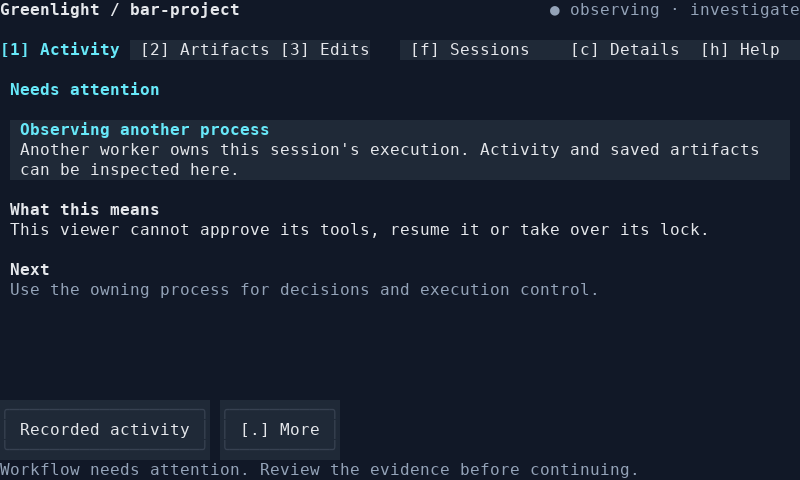 Greenlight / bar-project ● observing · investigate
[1] Activity [2] Artifacts [3] Edits [f] Sessions [c] Details [h] Help
Needs attention
Observing another process
Another worker owns this session's execution. Activity and saved artifacts
can be inspected here.
What this means
This viewer cannot approve its tools, resume it or take over its lock.
Next
Use the owning process for decisions and execution control.
Recorded activity [.] More
Workflow needs attention. Review the evidence before continuing.